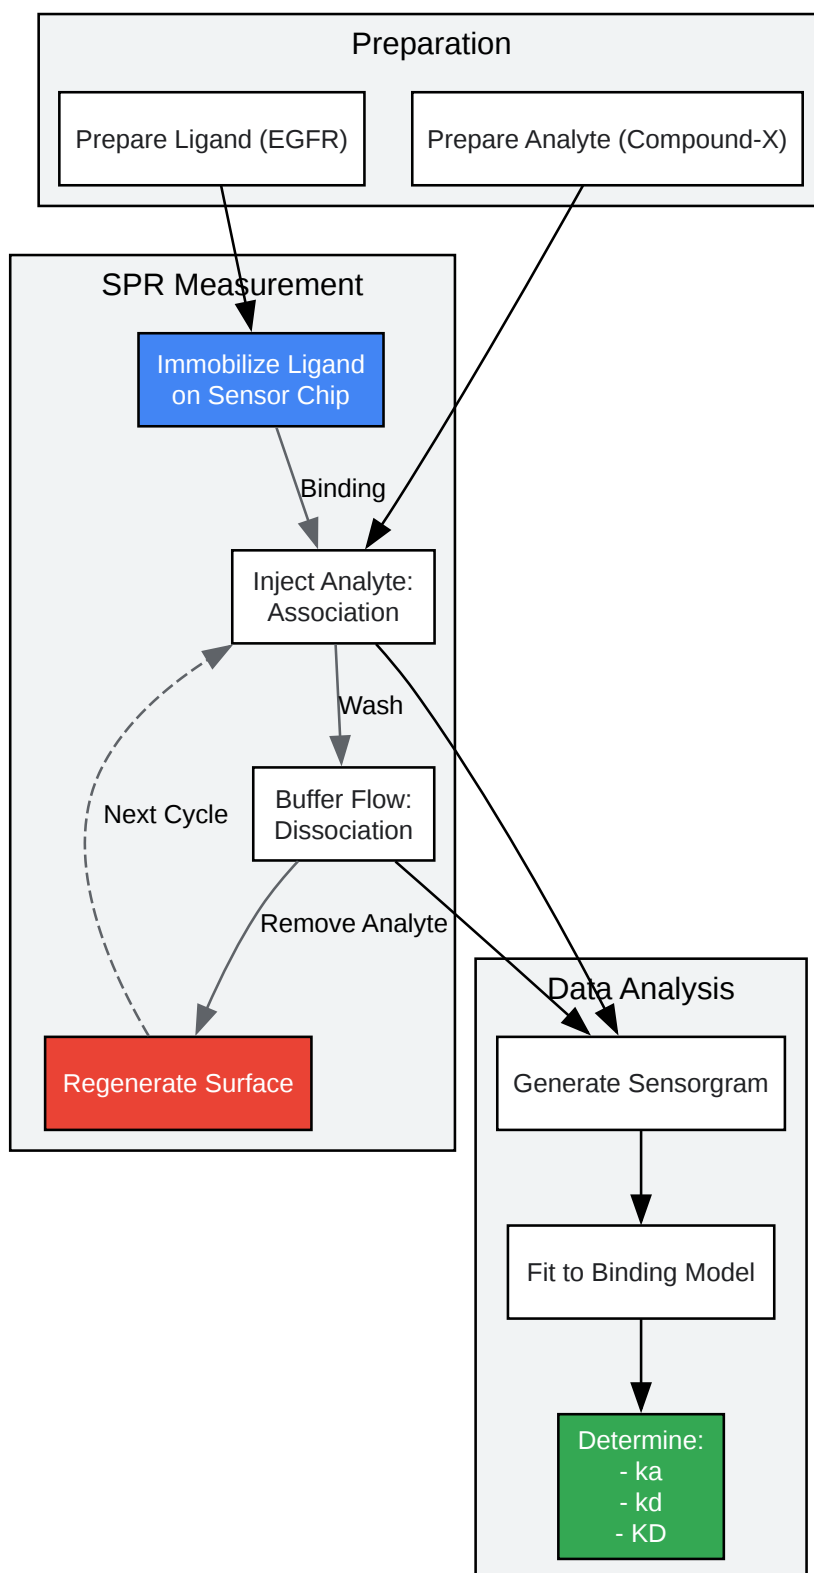 Preparation
Prepare Ligand (EGFR)
Prepare Analyte (Compound-X)
SPR Measurement
Immobilize Ligand
on Sensor Chip
Binding
Inject Analyte:
Association
Wash
Buffer Flow:
Dissociation
Next Cycle
Remove Analyte
Regenerate Surface
Data Analysis
Generate Sensorgram
Fit to Binding Model
Determine:
- ka
- kd
- KD